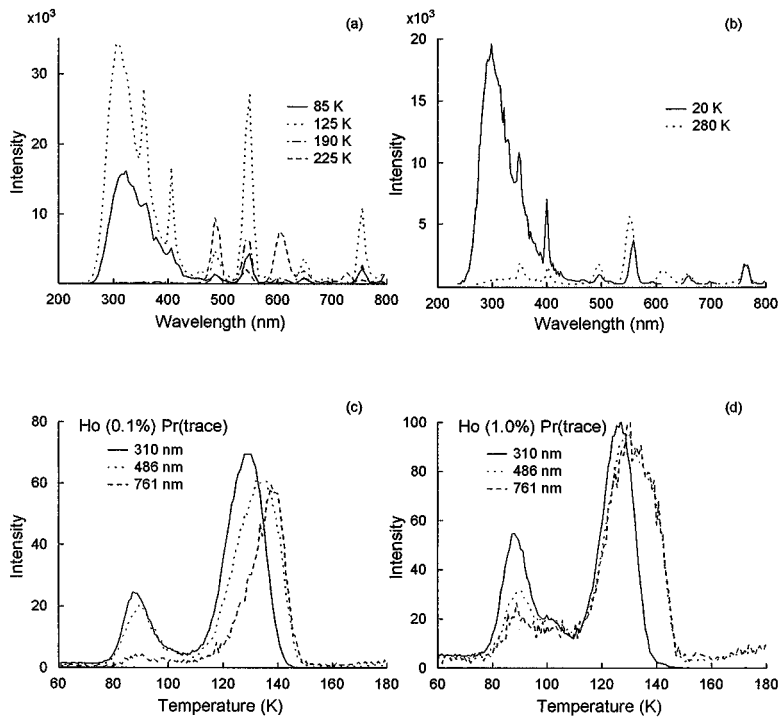 x10³
(a)
30
20
10
Intensity
85 K
125 K
190 K
225 K
200 300 400 500 600 700 800
Wavelength (nm)
x10³
(b)
20
15
10
5
Intensity
20 K
280 K
200 300 400 500 600 700 800
Wavelength (nm)
(c)
Ho (0.1%) Pr(trace)
310 nm
486 nm
761 nm
80
60
40
20
0
Intensity
60 80 100 120 140 160 180
Temperature (K)
(d)
Ho (1.0%) Pr(trace)
310 nm
486 nm
761 nm
100
80
60
40
20
0
Intensity
60 80 100 120 140 160 180
Temperature (K)